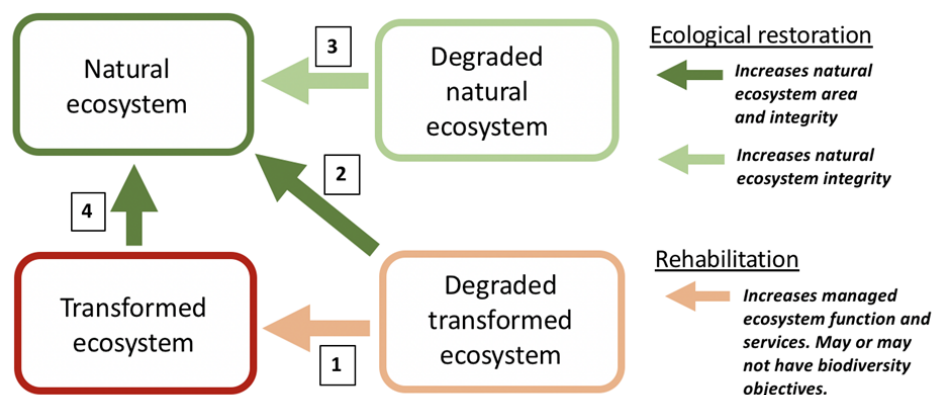 Natural
ecosystem
3
Degraded
natural
ecosystem
Ecological restoration
Increases natural
ecosystem area
and integrity
Increases natural
ecosystem integrity
2
4
Transformed
ecosystem
1
Degraded
transformed
ecosystem
Rehabilitation
Increases managed
ecosystem function and
services. May or may
not have biodiversity
objectives.